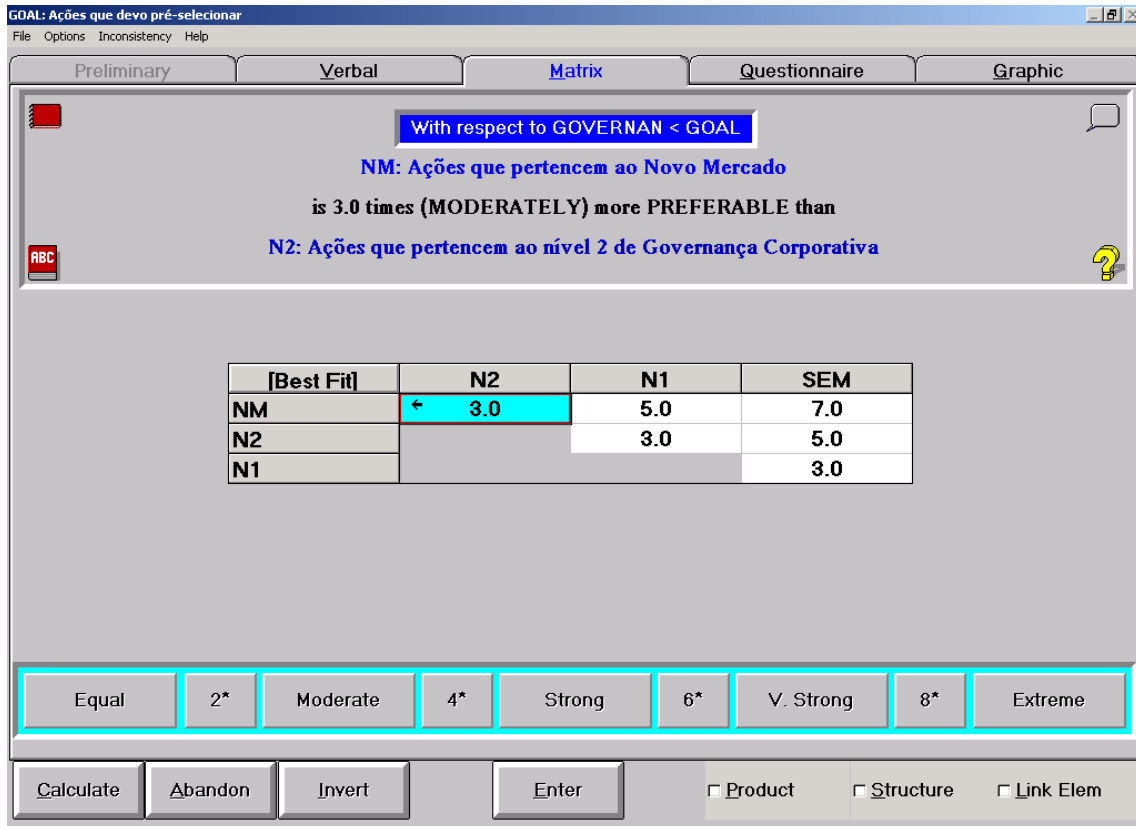 GOAL: Ações que devo pré-selecionar
File Options Inconsistency Help
Preliminary Verbal Matrix Questionnaire Graphic
With respect to GOVERNAN < GOAL
NM: Ações que pertencem ao Novo Mercado
is 3.0 times (MODERATELY) more PREFERABLE than
N2: Ações que pertencem ao nível 2 de Governança Corporativa
ABC
[Best Fit] N2 N1 SEM
NM 3.0 5.0 7.0
N2 3.0 5.0
N1 3.0
Equal 2* Moderate 4* Strong 6* V. Strong 8* Extreme
Calculate Abandon Invert Enter Product Structure Link Elem